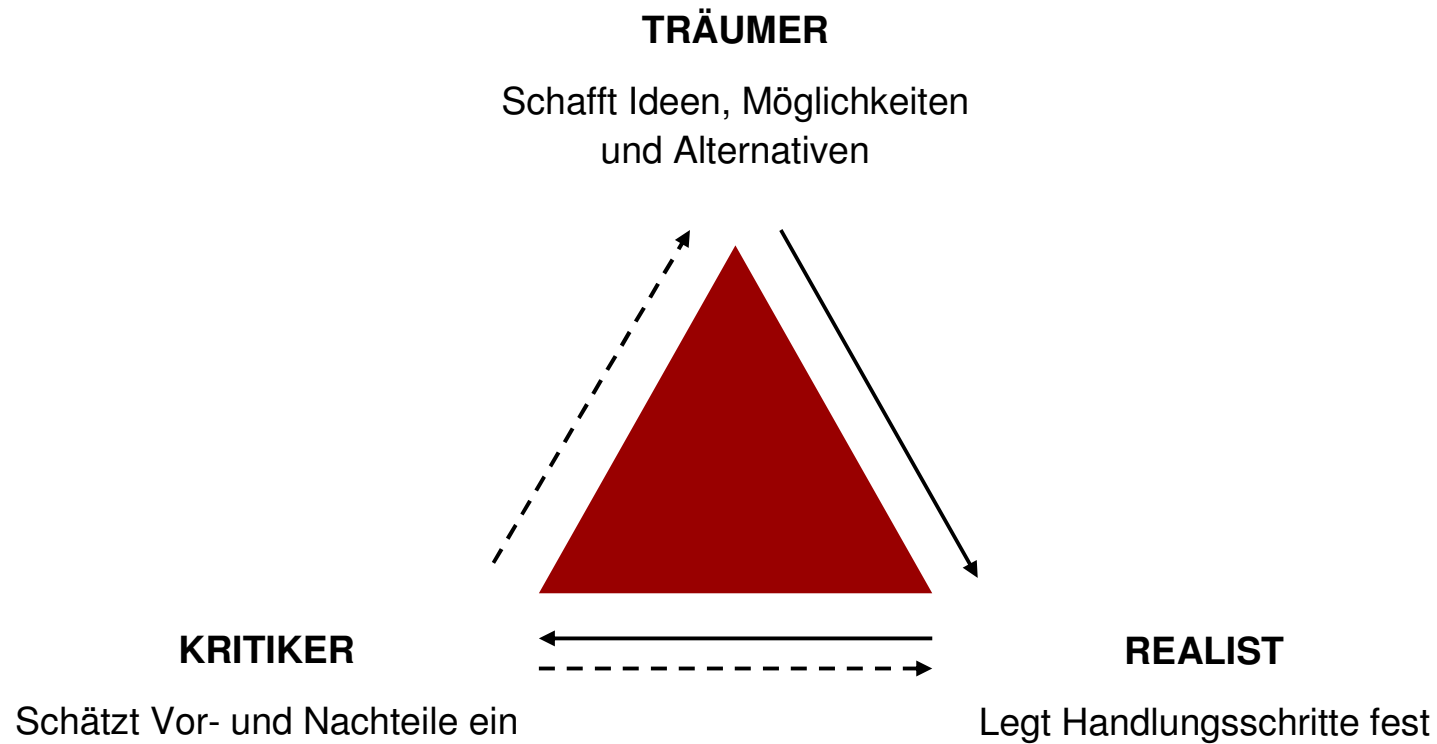 TRÄUMER
Schafft Ideen, Möglichkeiten
und Alternativen
KRITIKER
Schätzt Vor- und Nachteile ein
REALIST
Legt Handlungsschritte fest